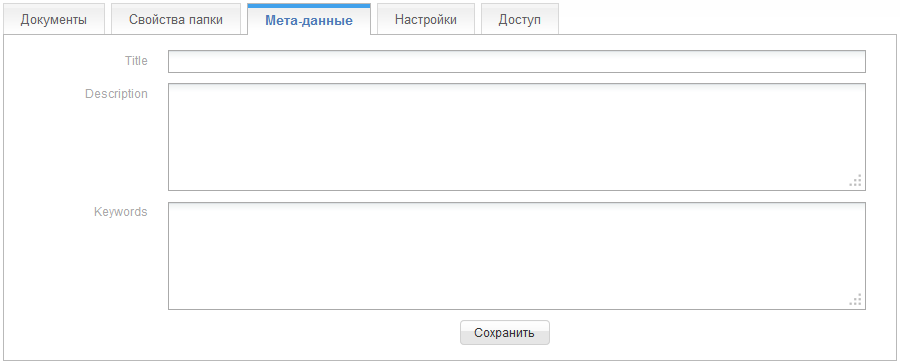 Документы Свойства папки Мета-данные Настройки Доступ
Title
Description
Keywords
Сохранить